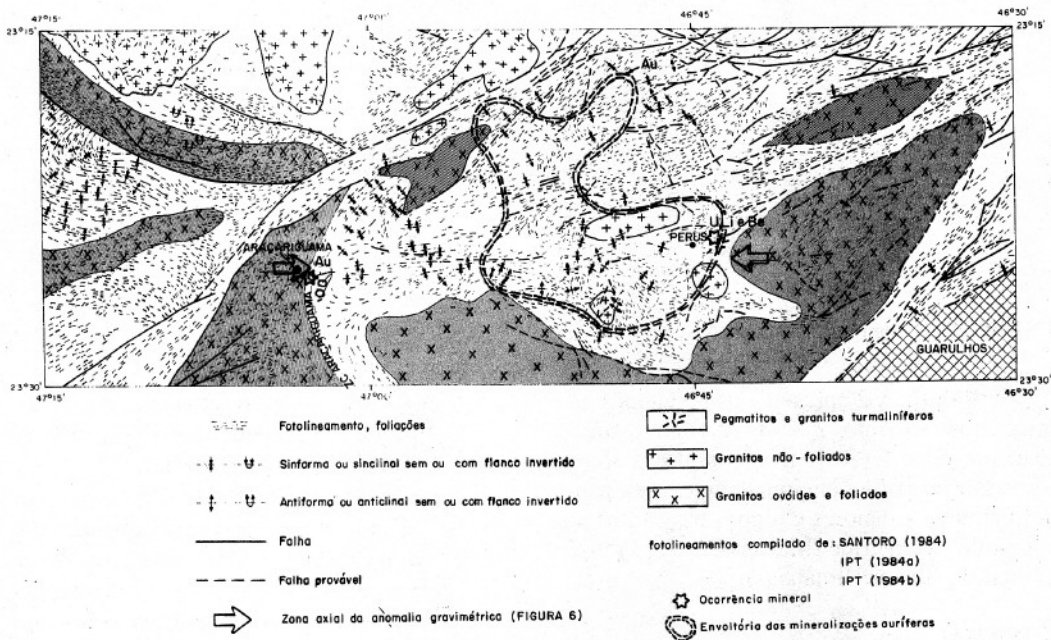 47°15' 47°00' 46°45' 46°30'
23°15' 23°15'
Au
U, Li e Be
PERUS
ARAÇARIGUAMA
Au
GUARULHOS
23°30' 23°30'
47°15' 47°00' 46°45' 46°30'
Fotolineamento, foliações
Sinforma ou sinclinal sem ou com flanco invertido
Antiforma ou anticlinal sem ou com flanco invertido
Falha
Falha provável
Zona axial da anomalia gravimétrica (FIGURA 6)
Pegmatitos e granitos turmaliníferos
Granitos não-foliados
Granitos ovóides e foliados
fotolineamentos compilado de: SANTORO (1984)
IPT (1984a)
IPT (1984b)
Ocorrência mineral
Envoltória das mineralizações auríferas